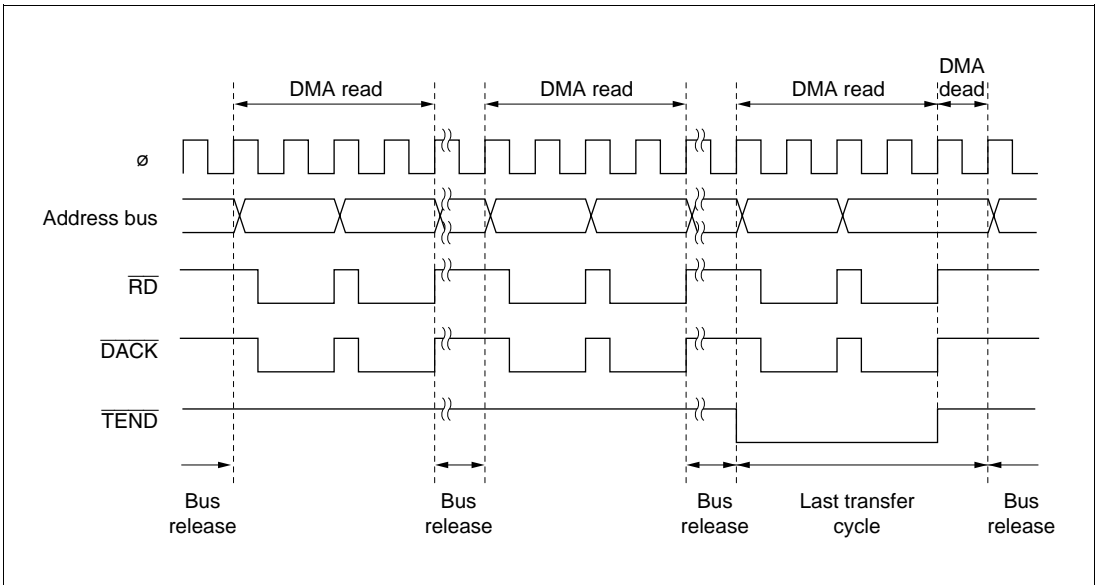 DMA read
DMA read
DMA read
DMA
dead
ø
Address bus
RD
DACK
TEND
Bus
release
Bus
release
Bus
release
Last transfer
cycle
Bus
release